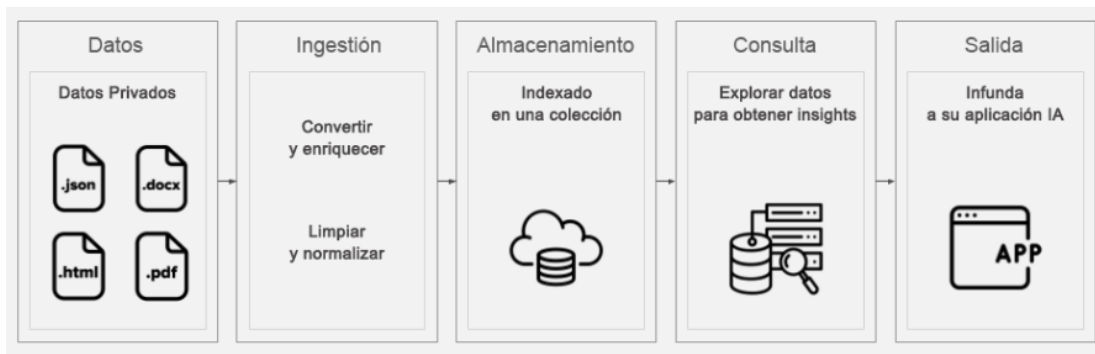 Datos
Datos Privados
.json
.docx
.html
.pdf
Ingestión
Convertir
y enriquecer
Limpiar
y normalizar
Almacenamiento
Indexado
en una colección
Consulta
Explorar datos
para obtener insights
Salida
Infunda
a su aplicación IA
APP